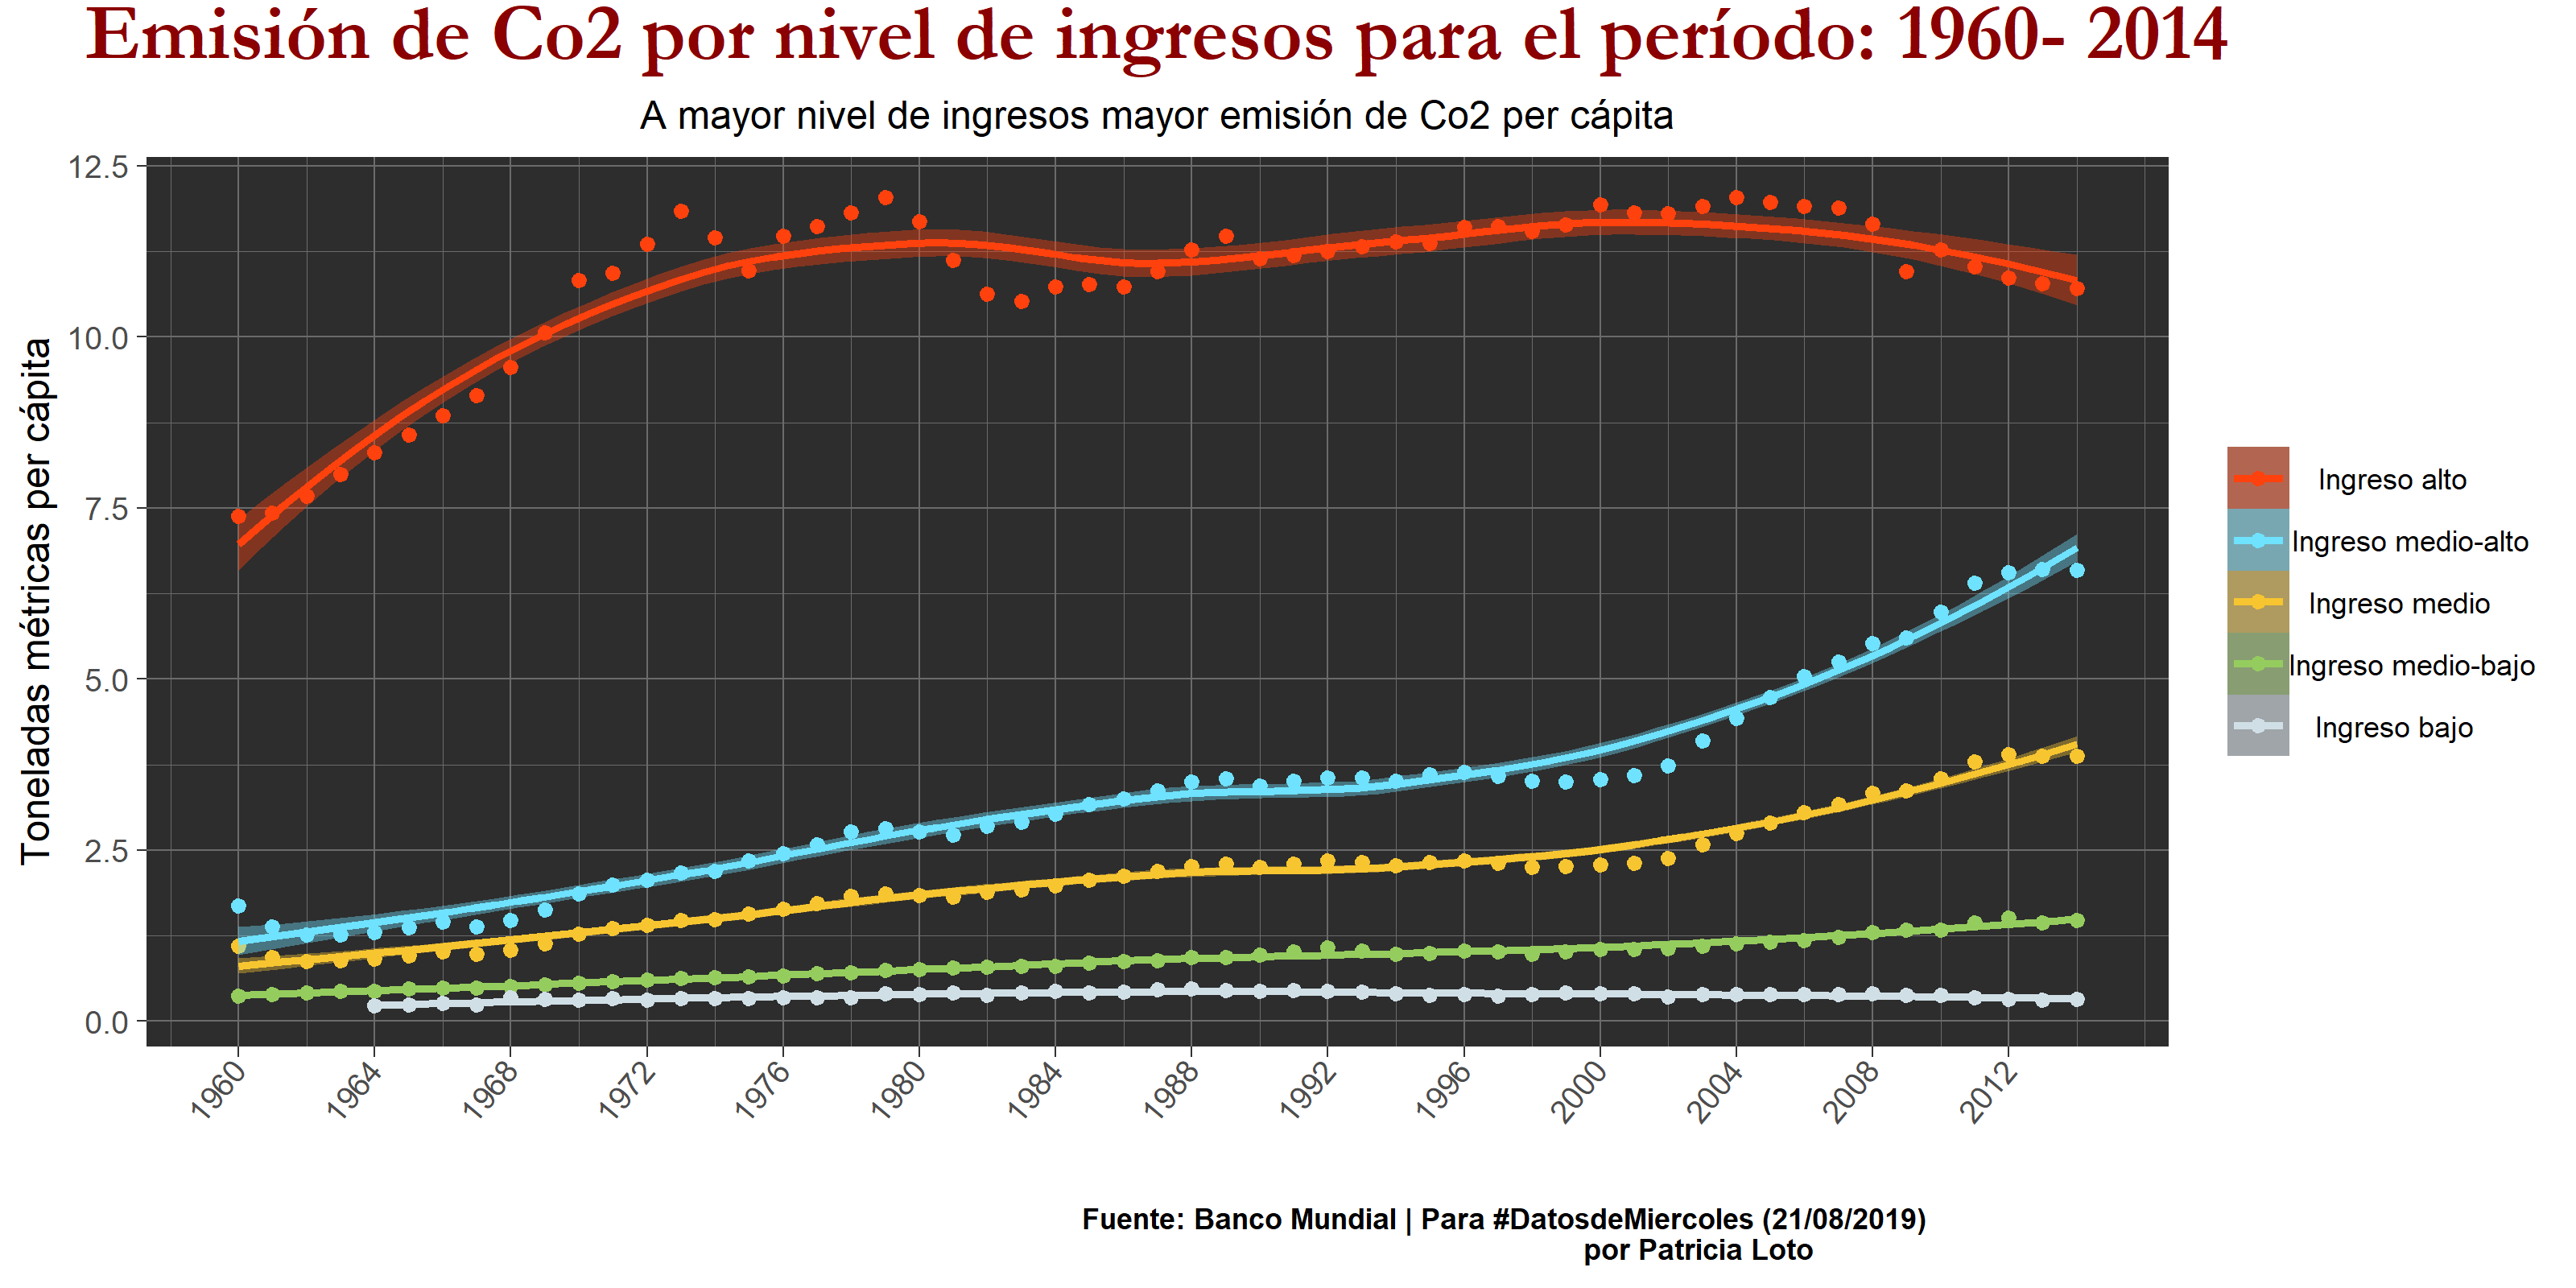 Emisión de Co2 por nivel de ingresos para el período: 1960- 2014
A mayor nivel de ingresos mayor emisión de Co2 per cápita
Toneladas métricas per cápita
12.5
10.0
7.5
5.0
2.5
0.0
1960
1964
1968
1972
1976
1980
1984
1988
1992
1996
2000
2004
2008
2012
Ingreso alto
Ingreso medio-alto
Ingreso medio
Ingreso medio-bajo
Ingreso bajo
Fuente: Banco Mundial | Para #DatosdeMiercoles (21/08/2019)
por Patricia Loto